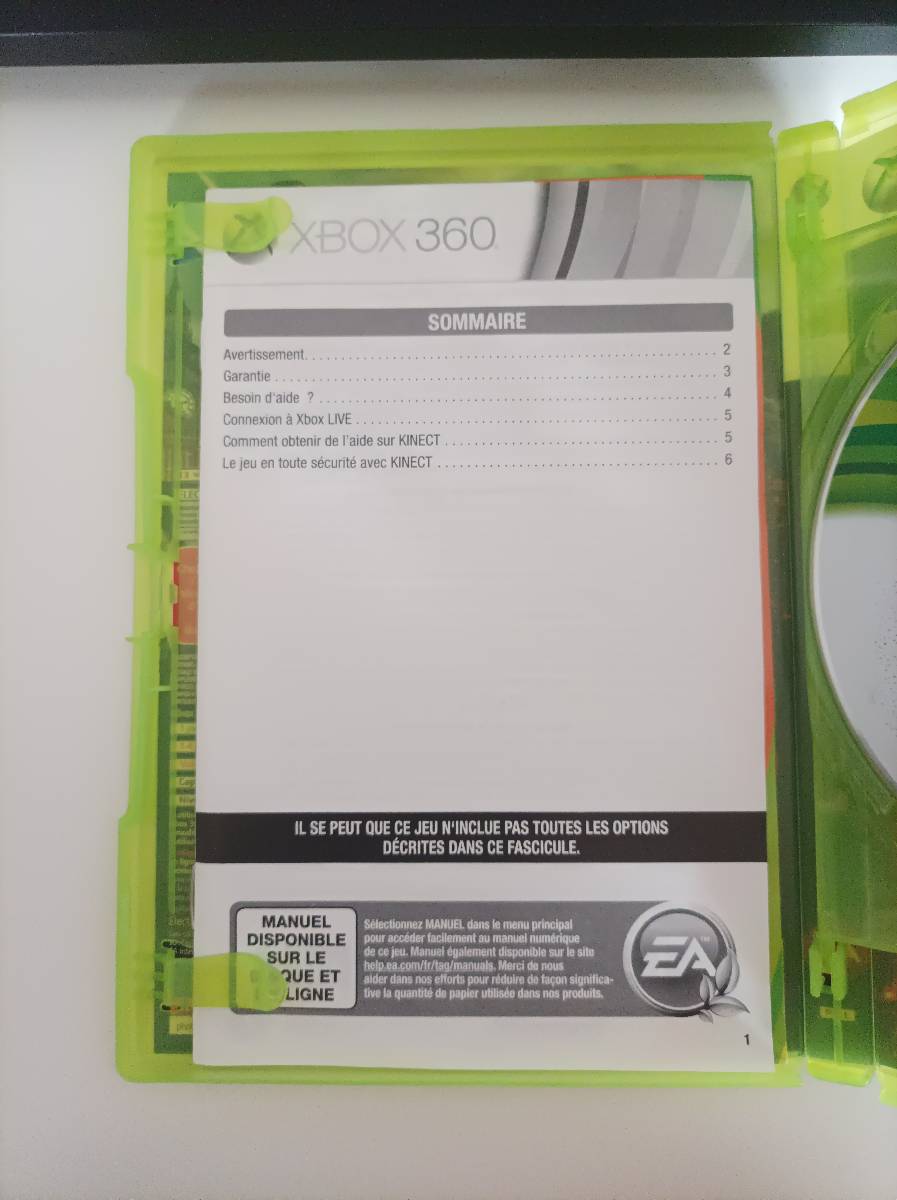 XBOX 360
SOMMAIRE
Avertissement. . . . . . . . . . . . . . . . . . . . . . . . . . . . . . . . . . . . . . . . . . . . . . . . . . . . . . . . . 2
Garantie . . . . . . . . . . . . . . . . . . . . . . . . . . . . . . . . . . . . . . . . . . . . . . . . . . . . . . . . . . . . . 3
Besoin d'aide ? . . . . . . . . . . . . . . . . . . . . . . . . . . . . . . . . . . . . . . . . . . . . . . . . . . . . . . . 4
Connexion à Xbox LIVE . . . . . . . . . . . . . . . . . . . . . . . . . . . . . . . . . . . . . . . . . . . . . . . . . . 5
Comment obtenir de l'aide sur KINECT . . . . . . . . . . . . . . . . . . . . . . . . . . . . . . . . . . . . . . 5
Le jeu en toute sécurité avec KINECT . . . . . . . . . . . . . . . . . . . . . . . . . . . . . . . . . . . . . . . 6
IL SE PEUT QUE CE JEU N'INCLUE PAS TOUTES LES OPTIONS
DÉCRITES DANS CE FASCICULE.
MANUEL
DISPONIBLE
SUR LE
QUE ET
LIGNE
Sélectionnez MANUEL dans le menu principal
pour accéder facilement au manuel numérique
de ce jeu. Manuel également disponible sur le site
help.ea.com/fr/tag/manuals. Merci de nous
aider dans nos efforts pour réduire de façon significa-
tive la quantité de papier utilisée dans nos produits.
EA
1